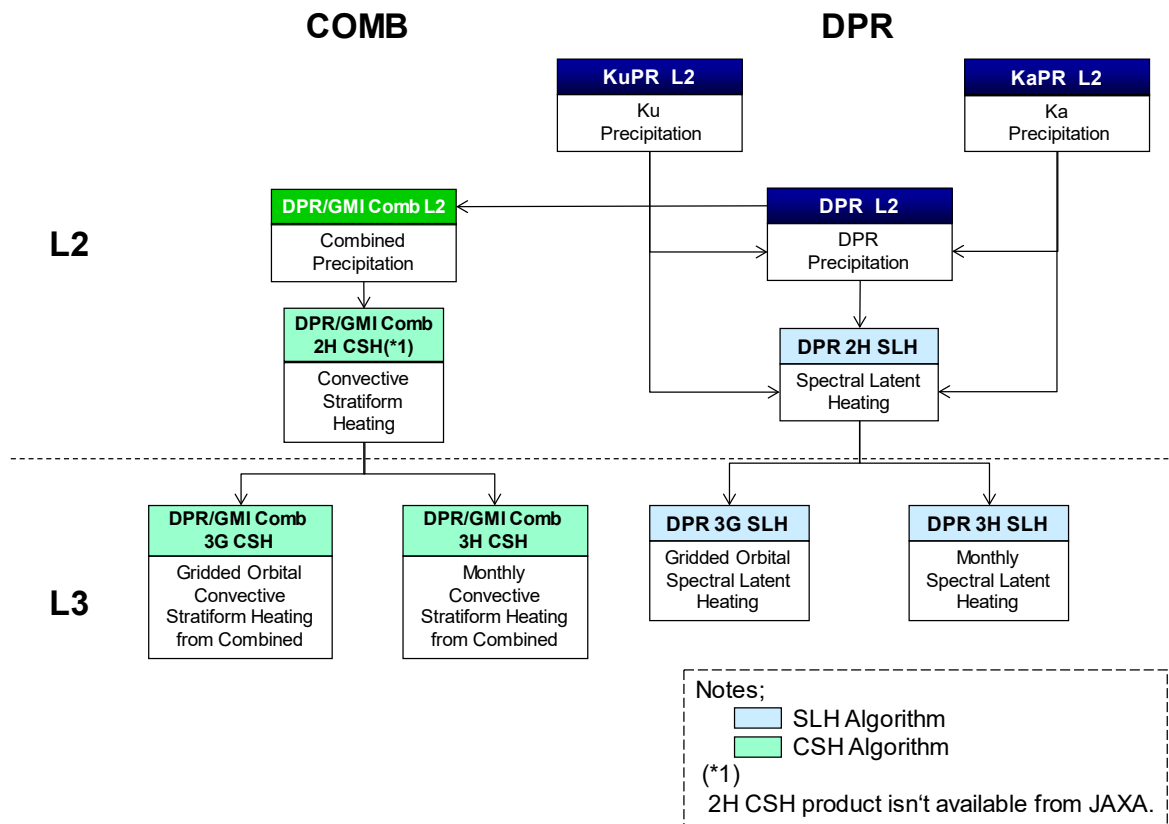 COMB
DPR
KuPR L2
Ku
Precipitation
KaPR L2
Ka
Precipitation
L2
DPR/GMI Comb L2
Combined
Precipitation
DPR L2
DPR
Precipitation
DPR/GMI Comb
2H CSH(*1)
Convective
Stratiform
Heating
DPR 2H SLH
Spectral Latent
Heating
L3
DPR/GMI Comb
3G CSH
Gridded Orbital
Convective
Stratiform Heating
from Combined
DPR/GMI Comb
3H CSH
Monthly
Convective
Stratiform Heating
from Combined
DPR 3G SLH
Gridded Orbital
Spectral Latent
Heating
DPR 3H SLH
Monthly
Spectral Latent
Heating
Notes;
SLH Algorithm
CSH Algorithm
(*1)
2H CSH product isn‘t available from JAXA.